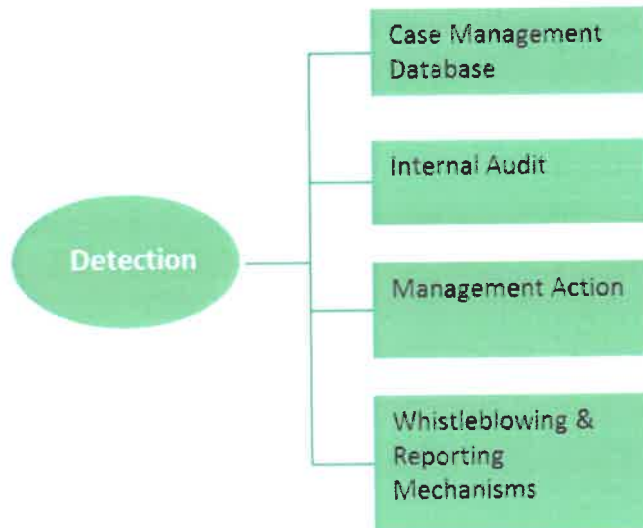 Detection
Case Management
Database
Internal Audit
Management Action
Whistleblowing &
Reporting
Mechanisms